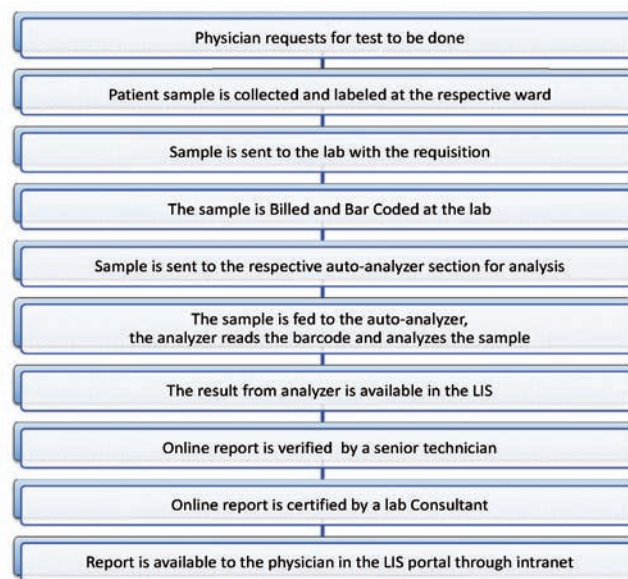 Physician requests for test to be done
Patient sample is collected and labeled at the respective ward
Sample is sent to the lab with the requisition
The sample is Billed and Bar Coded at the lab
Sample is sent to the respective auto-analyzer section for analysis
The sample is fed to the auto-analyzer,
the analyzer reads the barcode and analyzes the sample
The result from analyzer is available in the LIS
Online report is verified by a senior technician
Online report is certified by a lab Consultant
Report is available to the physician in the LIS portal through intranet